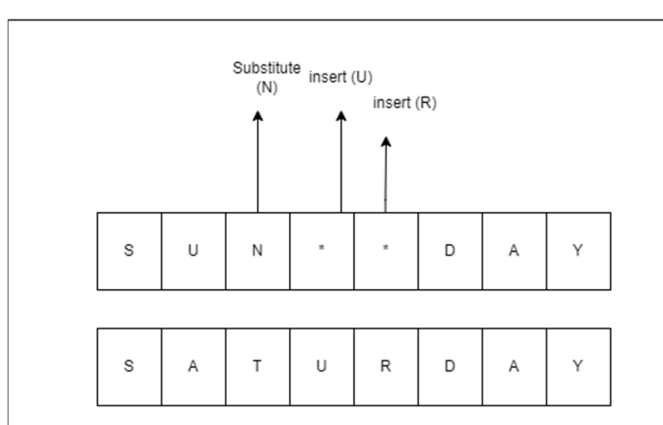 Substitute
(N)
insert (U)
insert (R)
S U N * * D A Y
S A T U R D A Y